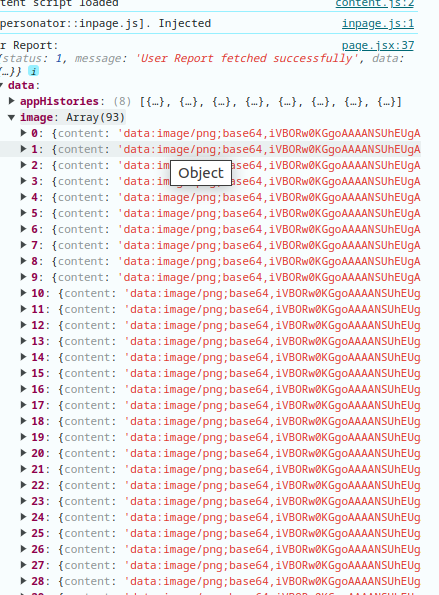 ntent script loaded content.js:2
personator::inpage.js]. Injected inpage.js:1
r Report: page.jsx:37
{status: 1, message: 'User Report fetched successfully', data:
{…}} i
data:
appHistories: (8) [{…}, {…}, {…}, {…}, {…}, {…}, {…}, {…}]
image: Array(93)
0: {content: 'data:image/png;base64,iVBORw0KGgoAAAANSUhEUgA
1: {content: 'data:image/png;base64,iVBORw0KGgoAAAANSUhEUgA
2: {content: 'data:image/png;base64,iVBORw0KGgoAAAANSUhEUgA
Object
3: {content: 'data:image/png;base64,iVBORw0KGgoAAAANSUhEUgA
4: {content: 'data:image/png;base64,iVBORw0KGgoAAAANSUhEUgA
5: {content: 'data:image/png;base64,iVBORw0KGgoAAAANSUhEUgA
6: {content: 'data:image/png;base64,iVBORw0KGgoAAAANSUhEUgA
7: {content: 'data:image/png;base64,iVBORw0KGgoAAAANSUhEUgA
8: {content: 'data:image/png;base64,iVBORw0KGgoAAAANSUhEUgA
9: {content: 'data:image/png;base64,iVBORw0KGgoAAAANSUhEUgA
10: {content: 'data:image/png;base64,iVBORw0KGgoAAAANSUhEUg
11: {content: 'data:image/png;base64,iVBORw0KGgoAAAANSUhEUg
12: {content: 'data:image/png;base64,iVBORw0KGgoAAAANSUhEUg
13: {content: 'data:image/png;base64,iVBORw0KGgoAAAANSUhEUg
14: {content: 'data:image/png;base64,iVBORw0KGgoAAAANSUhEUg
15: {content: 'data:image/png;base64,iVBORw0KGgoAAAANSUhEUg
16: {content: 'data:image/png;base64,iVBORw0KGgoAAAANSUhEUg
17: {content: 'data:image/png;base64,iVBORw0KGgoAAAANSUhEUg
18: {content: 'data:image/png;base64,iVBORw0KGgoAAAANSUhEUg
19: {content: 'data:image/png;base64,iVBORw0KGgoAAAANSUhEUg
20: {content: 'data:image/png;base64,iVBORw0KGgoAAAANSUhEUg
21: {content: 'data:image/png;base64,iVBORw0KGgoAAAANSUhEUg
22: {content: 'data:image/png;base64,iVBORw0KGgoAAAANSUhEUg
23: {content: 'data:image/png;base64,iVBORw0KGgoAAAANSUhEUg
24: {content: 'data:image/png;base64,iVBORw0KGgoAAAANSUhEUg
25: {content: 'data:image/png;base64,iVBORw0KGgoAAAANSUhEUg
26: {content: 'data:image/png;base64,iVBORw0KGgoAAAANSUhEUg
27: {content: 'data:image/png;base64,iVBORw0KGgoAAAANSUhEUg
28: {content: 'data:image/png;base64,iVBORw0KGgoAAAANSUhEUg